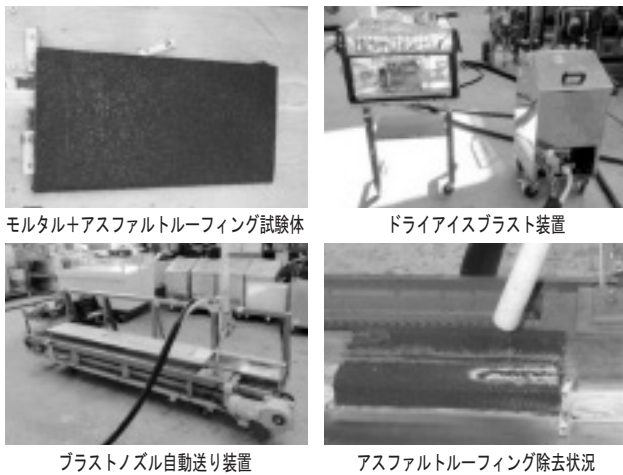 モルタル＋アスファルトルーフィング試験体
ドライアイスブラスト装置
ブラストノズル自動送り装置
アスファルトルーフィング除去状況